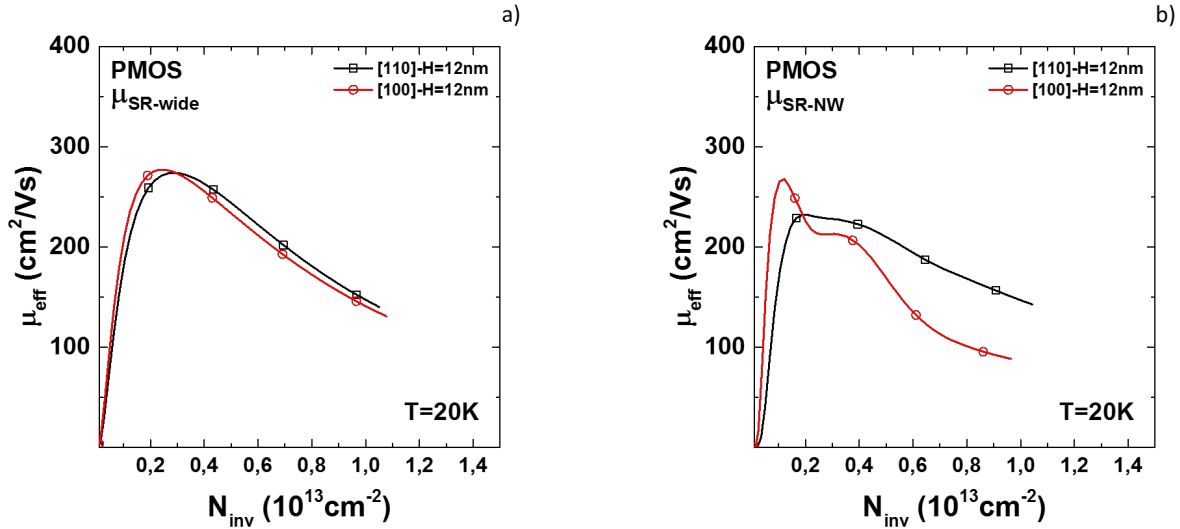 a)
400
300
200
100
μeff (cm²/Vs)
PMOS
μSR-wide
[110]-H=12nm
[100]-H=12nm
T=20K
0,2 0,4 0,6 0,8 1,0 1,2 1,4
Ninv (10¹³cm⁻²)
b)
400
300
200
100
μeff (cm²/Vs)
PMOS
μSR-NW
[110]-H=12nm
[100]-H=12nm
T=20K
0,2 0,4 0,6 0,8 1,0 1,2 1,4
Ninv (10¹³cm⁻²)